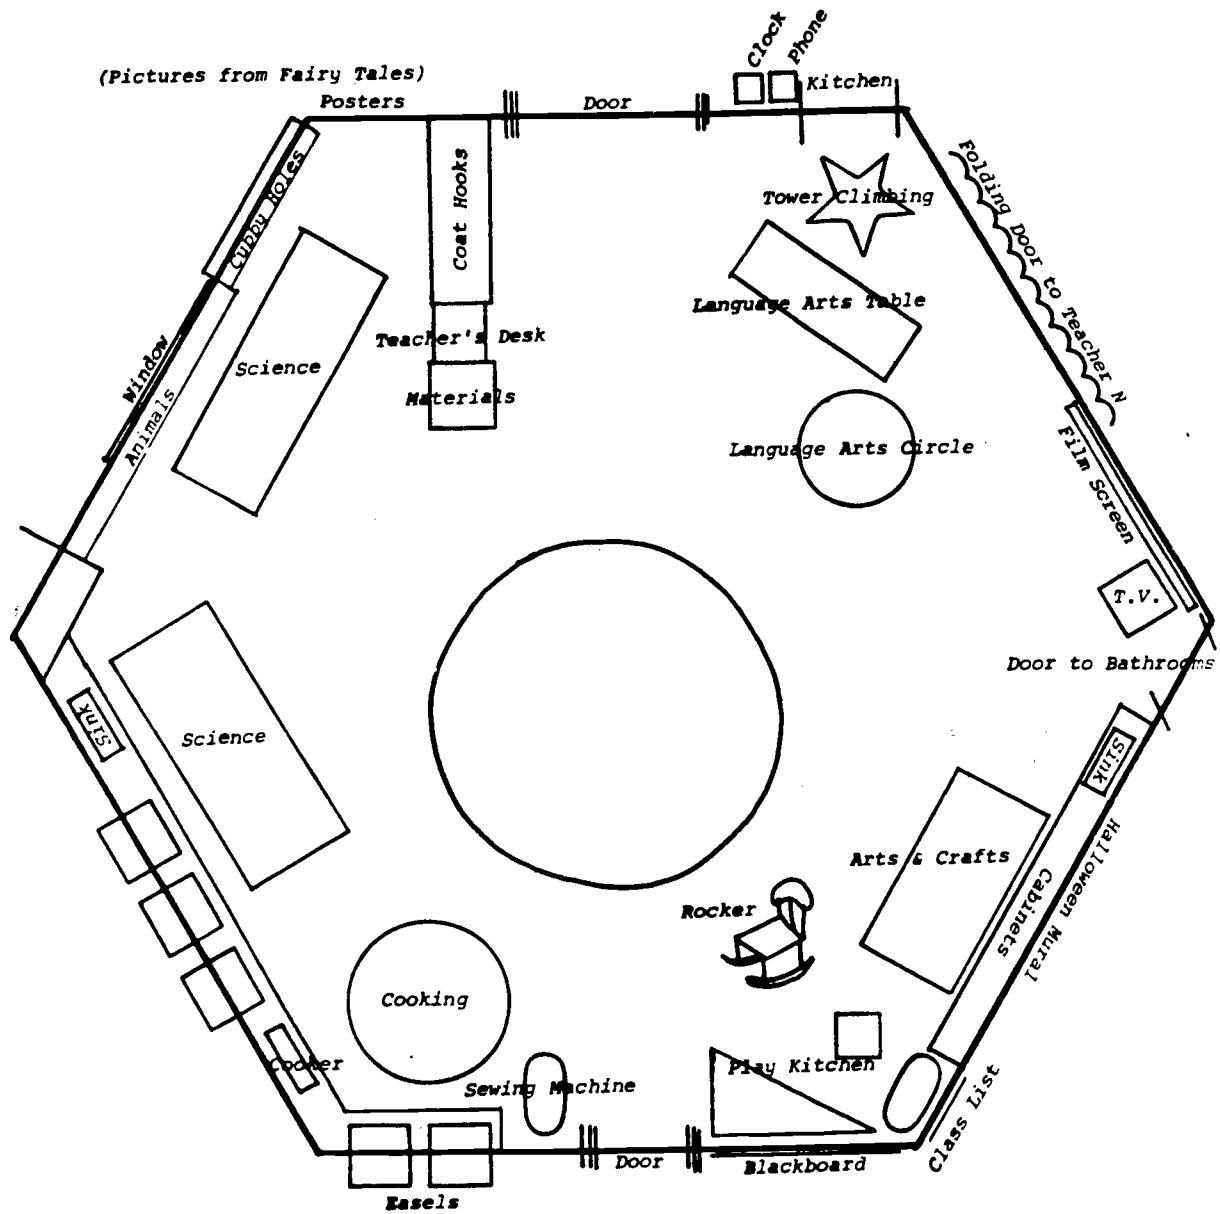 Clock
Phone
(Pictures from Fairy Tales)
Posters
Door
Kitchen
Cubby Holes
Coat Hooks
Tower Climbing
Folding Door to Teacher N
Language Arts Table
Teacher's Desk
Window
Science
Animals
Materials
Language Arts Circle
Film Screen
T.V.
Door to Bathrooms
Sink
Science
Sink
Arts & Crafts
Halloween Mural
Cabinets
Rocker
Cooking
Cooker
Sewing Machine
Play Kitchen
Class List
Door
Blackboard
Easels